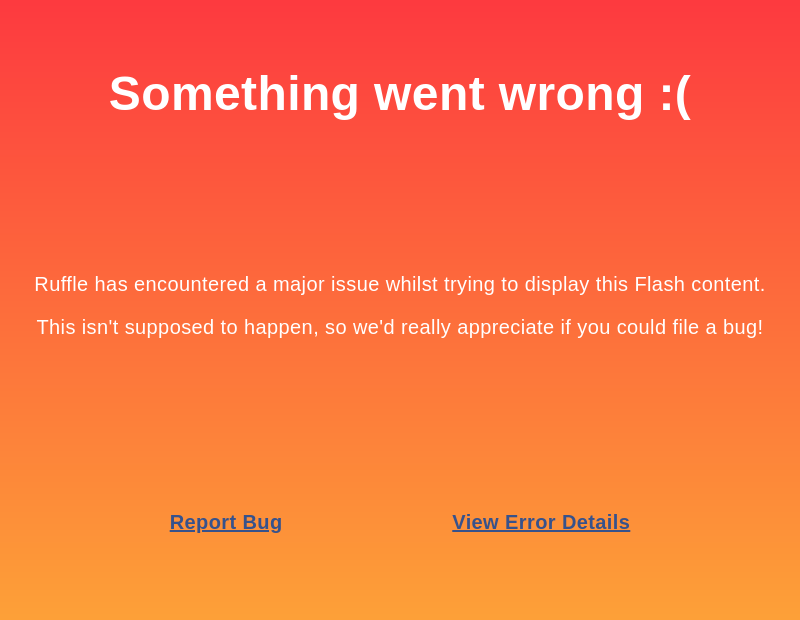 Something went wrong :(
Ruffle has encountered a major issue whilst trying to display this Flash content.
This isn't supposed to happen, so we'd really appreciate if you could file a bug!
Report Bug
View Error Details